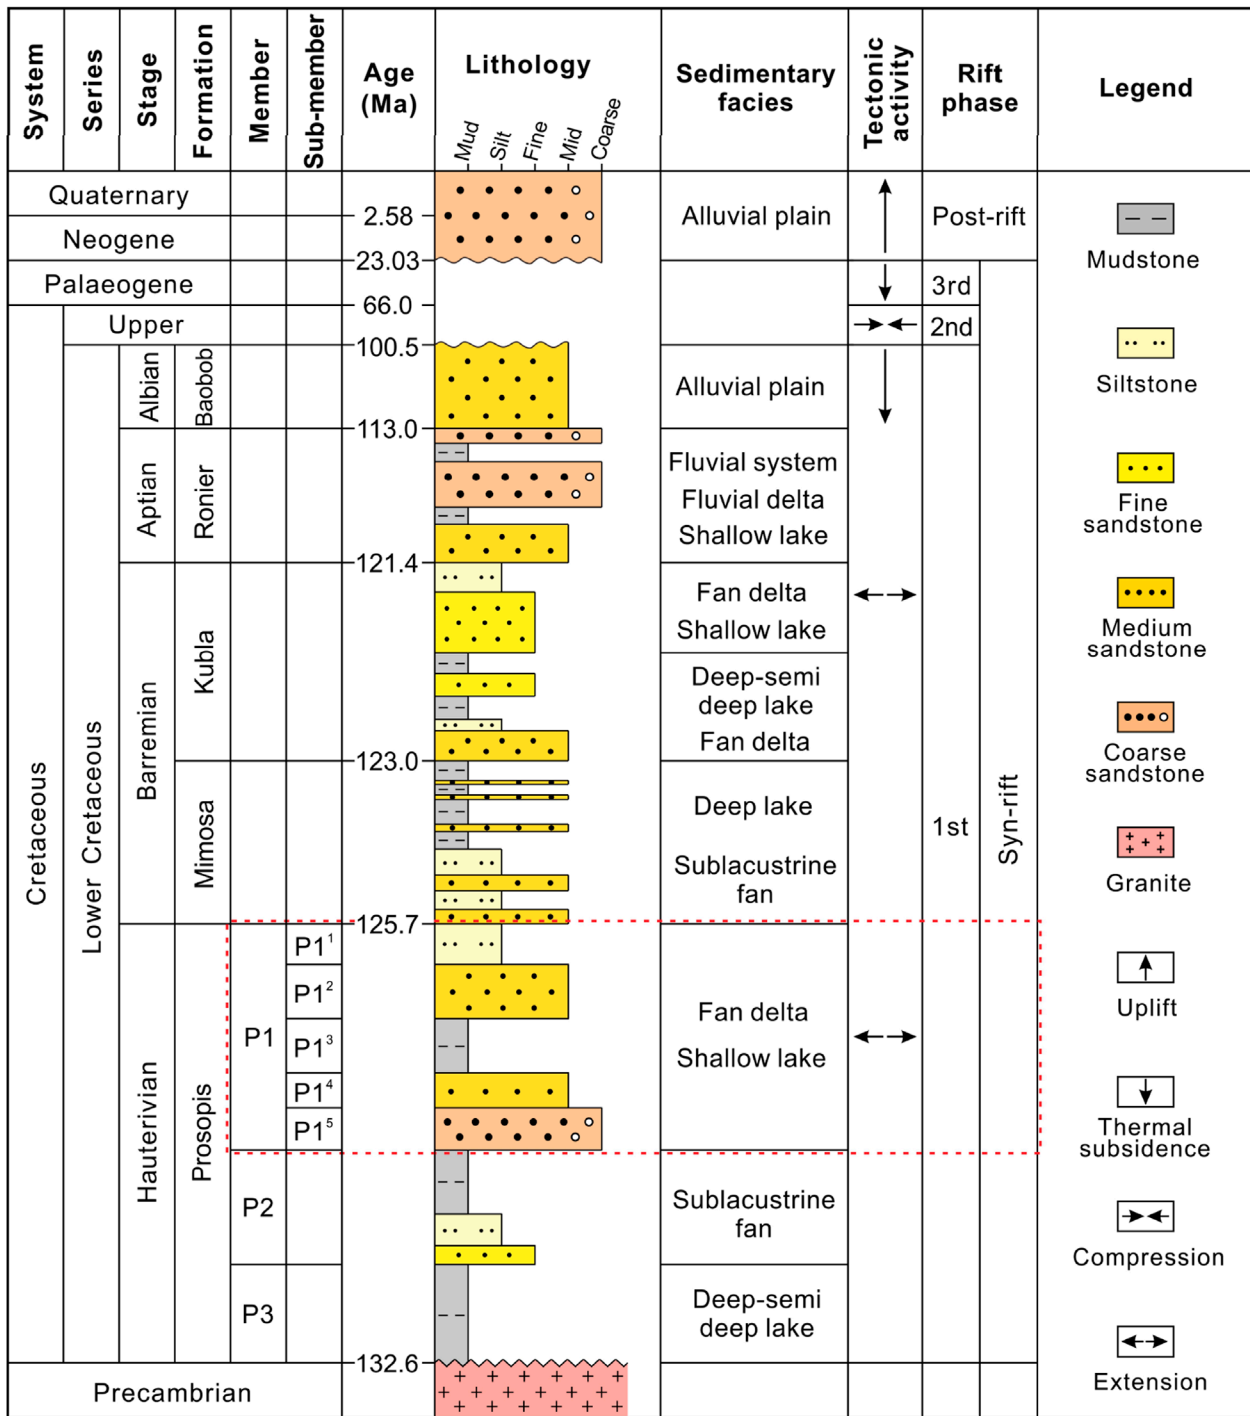 System
Series
Stage
Formation
Member
Sub-member
Age
(Ma)
Lithology
Mud
Silt
Fine
Mid
Coarse
Sedimentary
facies
Tectonic
activity
Rift
phase
Legend
Quaternary
Neogene
Palaeogene
Upper
Cretaceous
Lower Cretaceous
Albian
Aptian
Barremian
Hauterivian
Baobob
Ronier
Kubla
Mimosa
Prosopis
P1
P2
P3
P1¹
P1²
P1³
P1⁴
P1⁵
Precambrian
2.58
23.03
66.0
100.5
113.0
121.4
123.0
125.7
132.6
Alluvial plain
Alluvial plain
Fluvial system
Fluvial delta
Shallow lake
Fan delta
Shallow lake
Deep-semi
deep lake
Fan delta
Deep lake
Sublacustrine
fan
Fan delta
Shallow lake
Sublacustrine
fan
Deep-semi
deep lake
Post-rift
3rd
2nd
1st
Syn-rift
Mudstone
Siltstone
Fine
sandstone
Medium
sandstone
Coarse
sandstone
Granite
Uplift
Thermal
subsidence
Compression
Extension